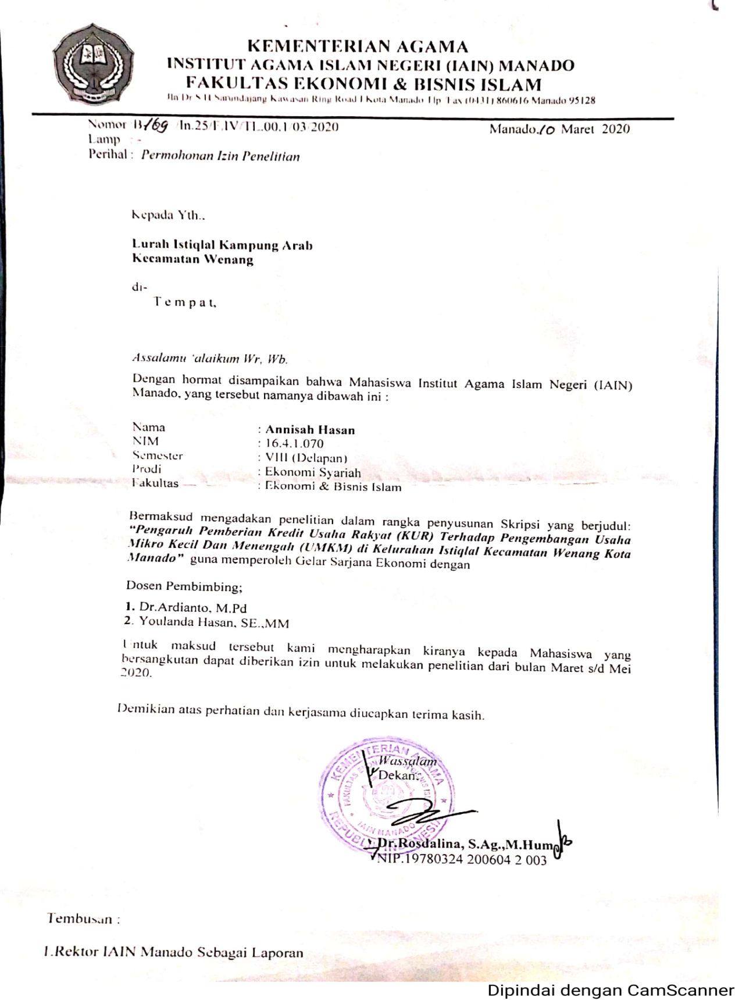 KEMENTERIAN AGAMA
INSTITUT AGAMA ISLAM NEGERI (IAIN) MANADO
FAKULTAS EKONOMI & BISNIS ISLAM
Jln Dr S H Sarundajang Kawasan Ring Road I Kota Manado Tlp /Fax (0431) 860616 Manado 95128
Nomor B/169 /In.25/F.IV/TL.00.1/03/2020
Manado, 10 Maret 2020
Lamp : -
Perihal : Permohonan Izin Penelitian
Kepada Yth..
Lurah Istiqlal Kampung Arab
Kecamatan Wenang
di-
T e m p a t,
Assalamu ‘alaikum Wr, Wb.
Dengan hormat disampaikan bahwa Mahasiswa Institut Agama Islam Negeri (IAIN)
Manado, yang tersebut namanya dibawah ini :
Nama : Annisah Hasan
NIM : 16.4.1.070
Semester : VIII (Delapan)
Prodi : Ekonomi Syariah
Fakultas : Ekonomi & Bisnis Islam
Bermaksud mengadakan penelitian dalam rangka penyusunan Skripsi yang berjudul:
“Pengaruh Pemberian Kredit Usaha Rakyat (KUR) Terhadap Pengembangan Usaha
Mikro Kecil Dan Menengah (UMKM) di Kelurahan Istiqlal Kecamatan Wenang Kota
Manado” guna memperoleh Gelar Sarjana Ekonomi dengan
Dosen Pembimbing;
1. Dr.Ardianto, M.Pd
2. Youlanda Hasan, SE.,MM
Untuk maksud tersebut kami mengharapkan kiranya kepada Mahasiswa yang
bersangkutan dapat diberikan izin untuk melakukan penelitian dari bulan Maret s/d Mei
2020.
Demikian atas perhatian dan kerjasama diucapkan terima kasih.
KEMENTERIAN AGAMA
FAKULTAS EKONOMI BISNIS ISLAM
IAIN MANADO
REPUBLIK INDONESIA
Wassalam
Dekan.
Dr.Rosdalina, S.Ag.,M.Hum
NIP.19780324 200604 2 003
Tembusan :
1.Rektor IAIN Manado Sebagai Laporan
Dipindai dengan CamScanner